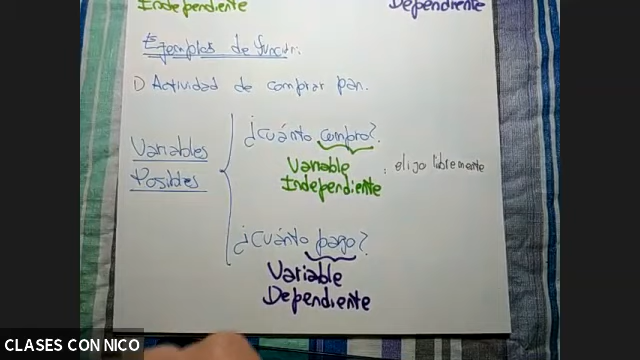 Independiente
Dependiente
Ejemplos de función.
1) Actividad de comprar pan.
Variables
Posibles
¿cuánto compro?.
Variable
Independiente
: elijo libremente
¿cuánto pago?
Variable
Dependiente
CLASES CON NICO